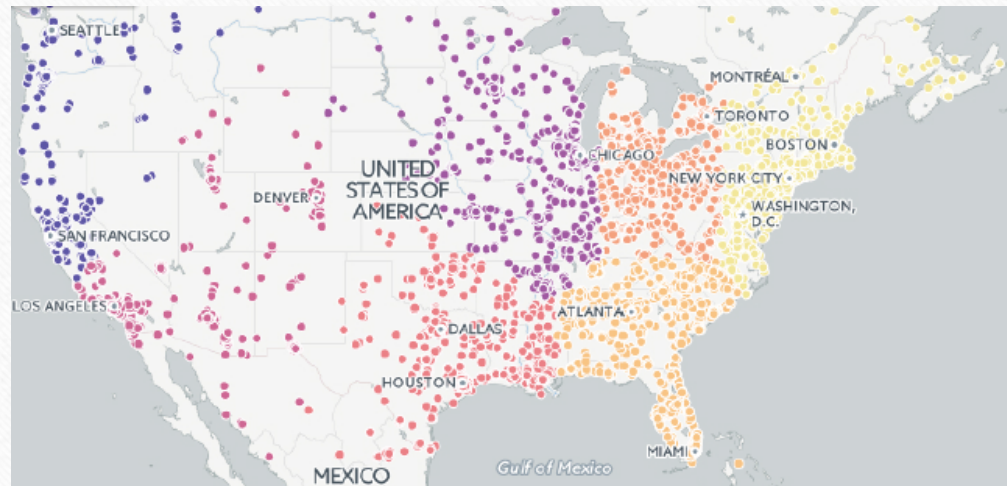 SEATTLE
MONTRÉAL
TORONTO
BOSTON
CHICAGO
UNITED
STATES OF
AMERICA
NEW YORK CITY
DENVER
WASHINGTON,
D.C.
SAN FRANCISCO
LOS ANGELES
ATLANTA
DALLAS
HOUSTON
MIAMI
Gulf of Mexico
MEXICO